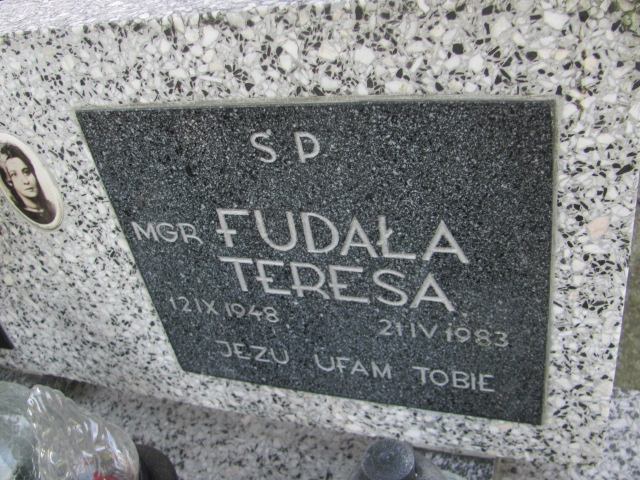 Ś P
MGR FUDAŁA
TERESA
12 IX 1948 21 IV 1983
JEZU UFAM TOBIE